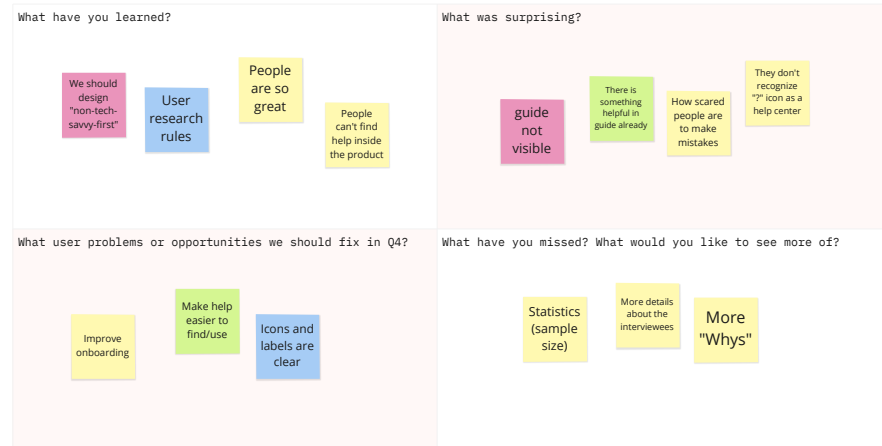 What have you learned?
We should
design
"non-tech-
savvy-first"
User
research
rules
People
are so
great
People
can't find
help inside
the product
What was surprising?
guide
not
visible
There is
something
helpful in
guide already
How scared
people are
to make
mistakes
They don't
recognize
"?" icon as a
help center
What user problems or opportunities we should fix in Q4?
Improve
onboarding
Make help
easier to
find/use
Icons and
labels are
clear
What have you missed? What would you like to see more of?
Statistics
(sample
size)
More details
about the
interviewees
More
"Whys"